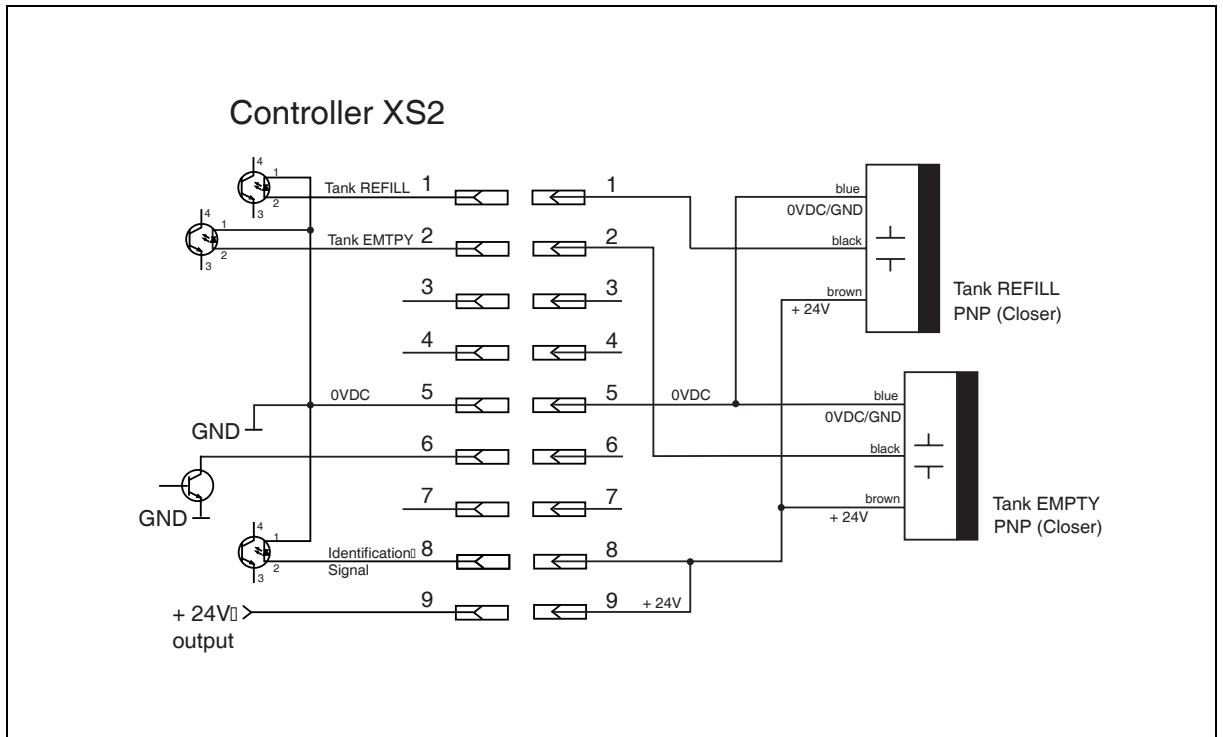 Controller XS2
4
1
2
3
Tank REFILL 1
4
1
2
3
Tank EMTPY 2
3
4
0VDC 5
GND
6
GND
7
4
1
2
3
Identification 8
Signal
9
+ 24V
output
1
2
3
4
5 0VDC
6
7
8
9 + 24V
blue
0VDC/GND
black
brown
+ 24V
Tank REFILL
PNP (Closer)
blue
0VDC/GND
black
brown
+ 24V
Tank EMPTY
PNP (Closer)